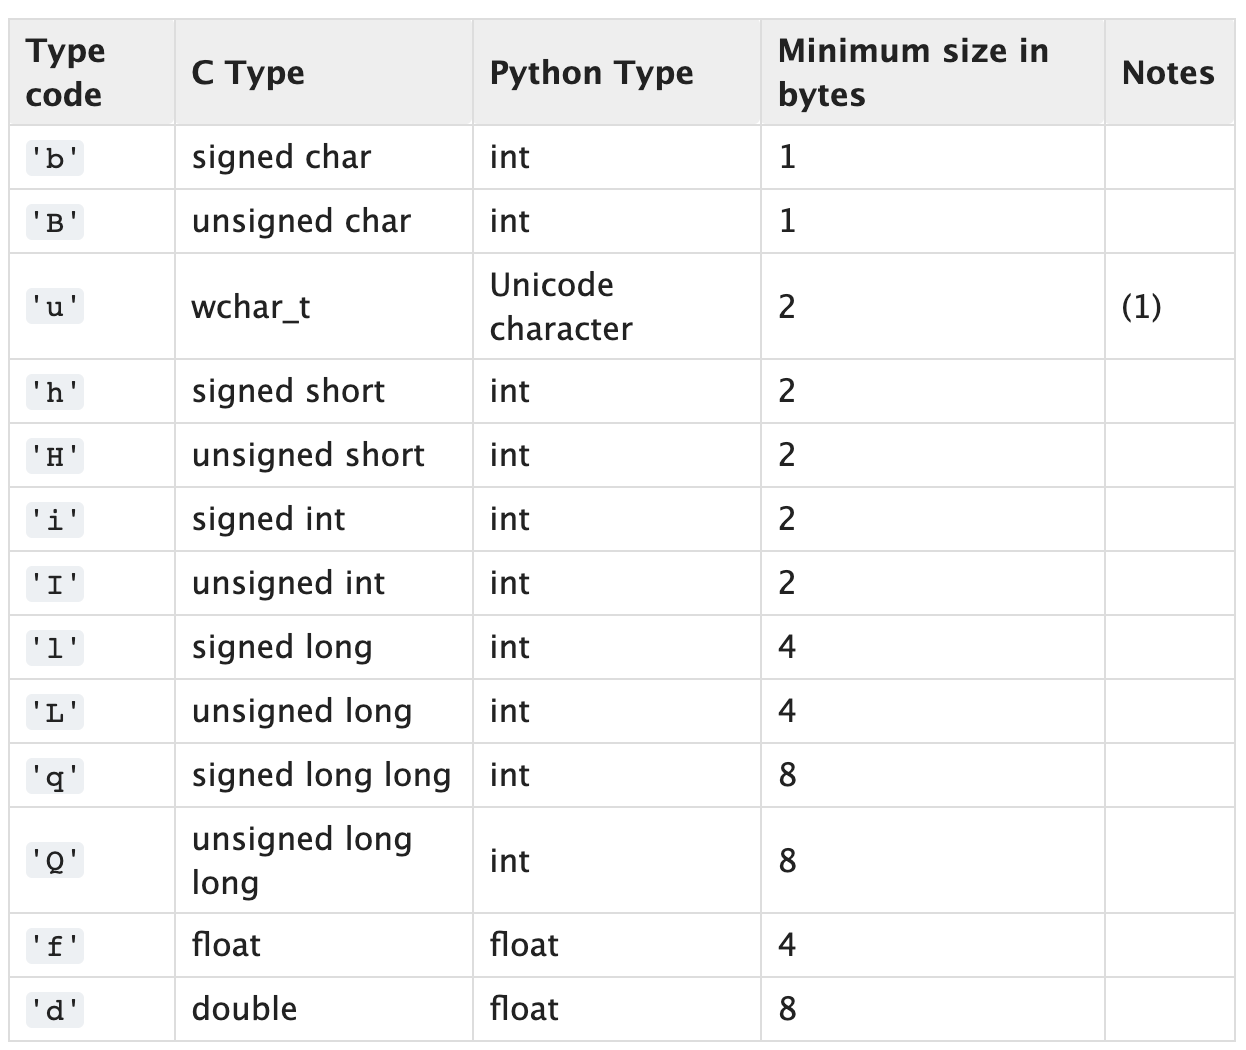 Type code C Type Python Type Minimum size in bytes Notes
'b' signed char int 1
'B' unsigned char int 1
'u' wchar_t Unicode character 2 (1)
'h' signed short int 2
'H' unsigned short int 2
'i' signed int int 2
'I' unsigned int int 2
'l' signed long int 4
'L' unsigned long int 4
'q' signed long long int 8
'Q' unsigned long long int 8
'f' float float 4
'd' double float 8